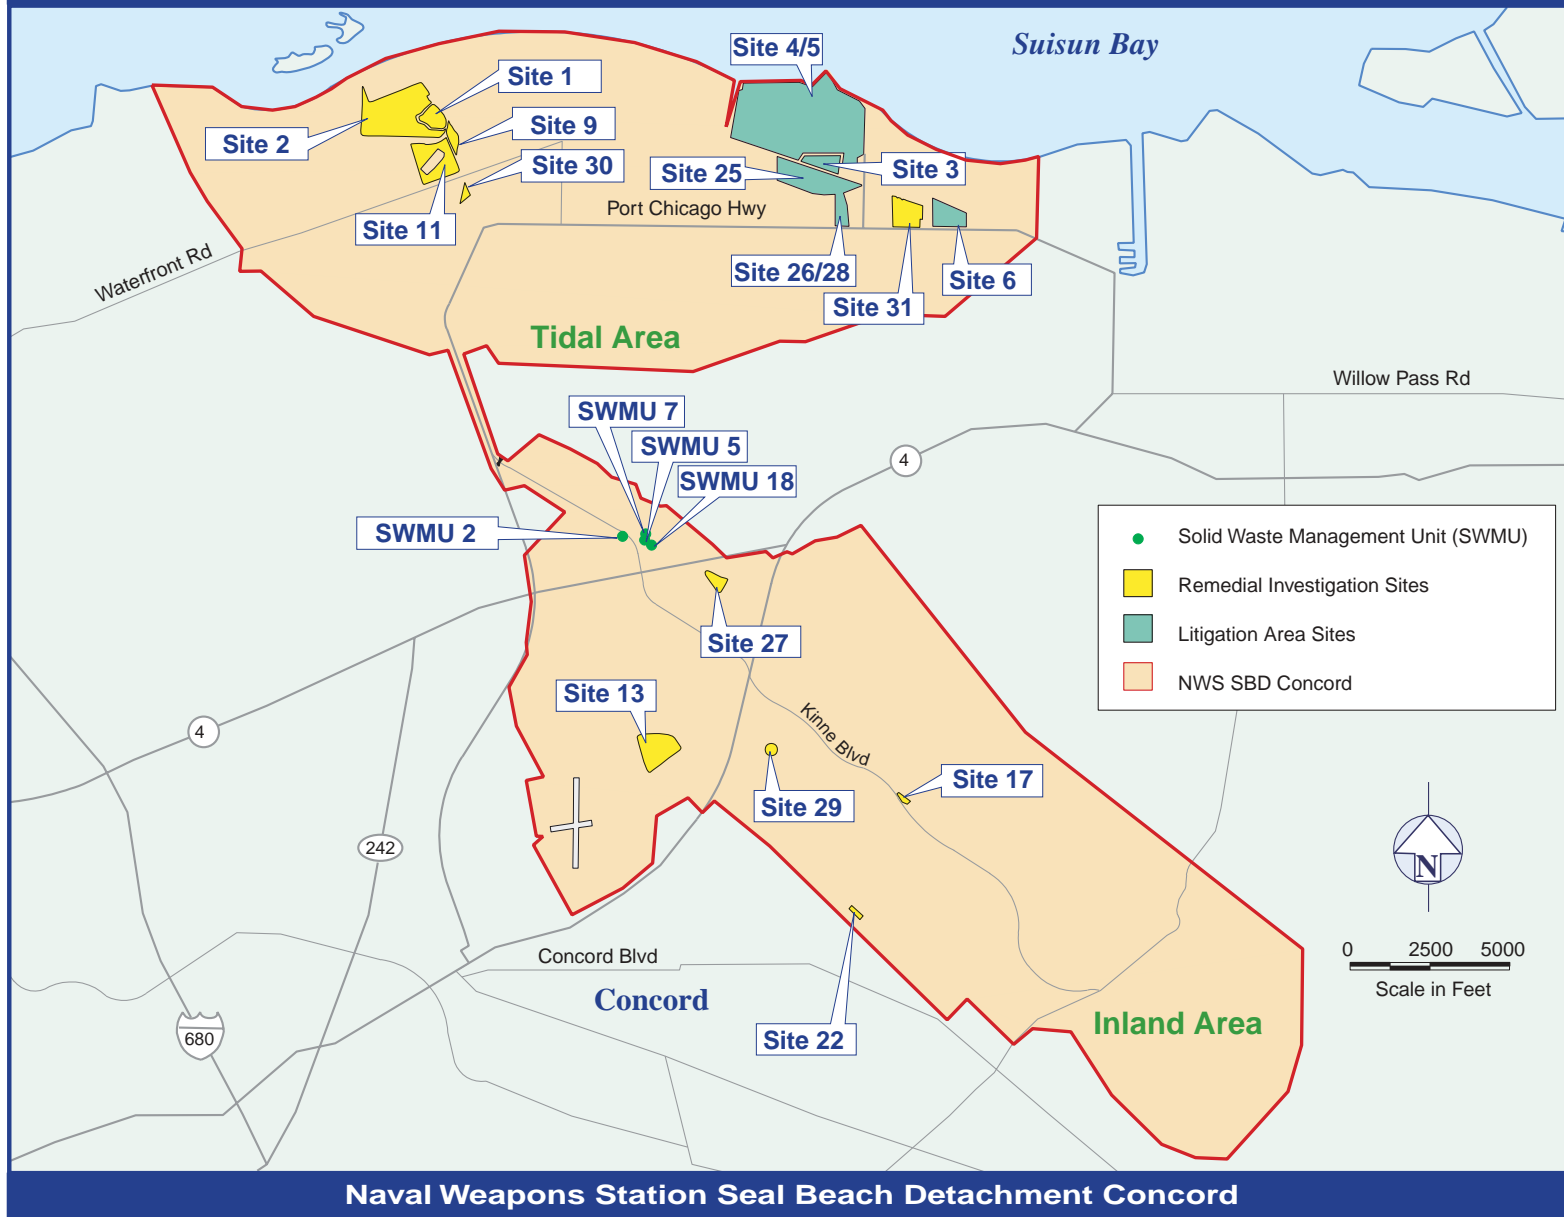 Suisun Bay
Site 4/5
Site 1
Site 9
Site 2
Site 30
Site 25
Site 3
Port Chicago Hwy
Site 11
Waterfront Rd
Site 26/28
Site 6
Site 31
Tidal Area
Willow Pass Rd
SWMU 7
SWMU 5
4
SWMU 18
SWMU 2
Solid Waste Management Unit (SWMU)
Remedial Investigation Sites
Litigation Area Sites
NWS SBD Concord
Site 27
Site 13
4
Kinne Blvd
Site 17
Site 29
242
N
Concord Blvd
0 2500 5000
Scale in Feet
Concord
Inland Area
680
Site 22
Naval Weapons Station Seal Beach Detachment Concord